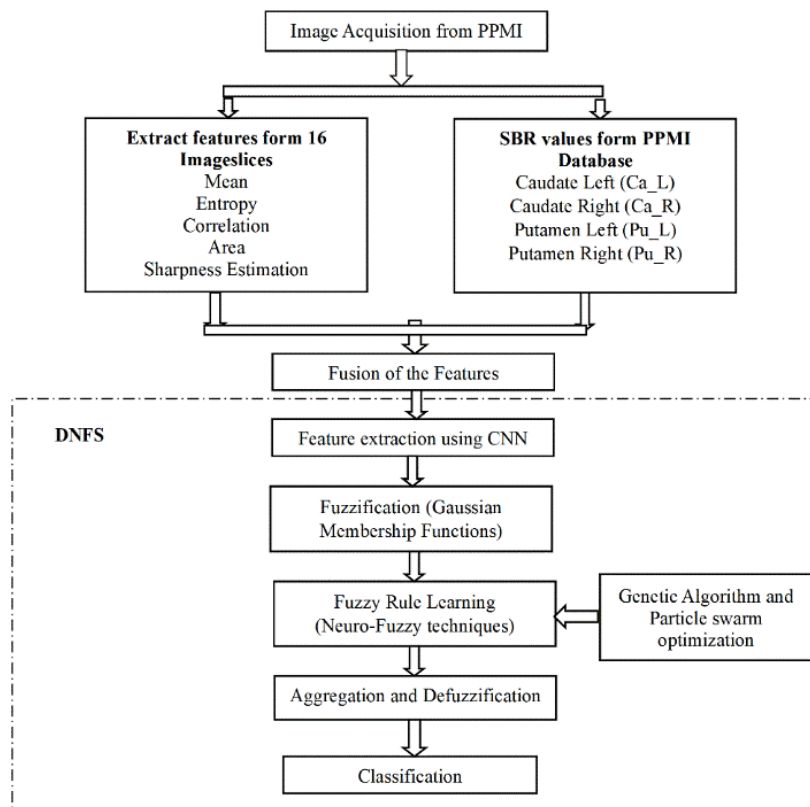 Image Acquisition from PPMI
Extract features form 16
Imageslices
Mean
Entropy
Correlation
Area
Sharpness Estimation
SBR values form PPMI
Database
Caudate Left (Ca_L)
Caudate Right (Ca_R)
Putamen Left (Pu_L)
Putamen Right (Pu_R)
Fusion of the Features
DNFS
Feature extraction using CNN
Fuzzification (Gaussian
Membership Functions)
Fuzzy Rule Learning
(Neuro-Fuzzy techniques)
Genetic Algorithm and
Particle swarm
optimization
Aggregation and Defuzzification
Classification